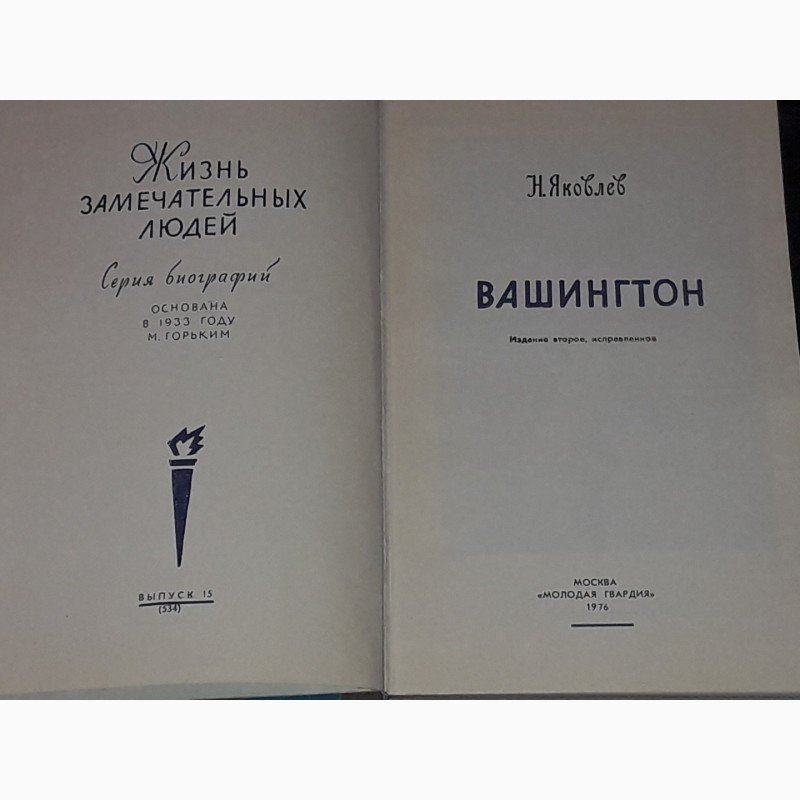 Жизнь
ЗАМЕЧАТЕЛЬНЫХ
ЛЮДЕЙ
Серия биографий
ОСНОВАНА
В 1933 ГОДУ
М. ГОРЬКИМ
ВЫПУСК 15
(534)
Н. Яковлев
ВАШИНГТОН
Издание второе, исправленное
МОСКВА
«МОЛОДАЯ ГВАРДИЯ»
1976